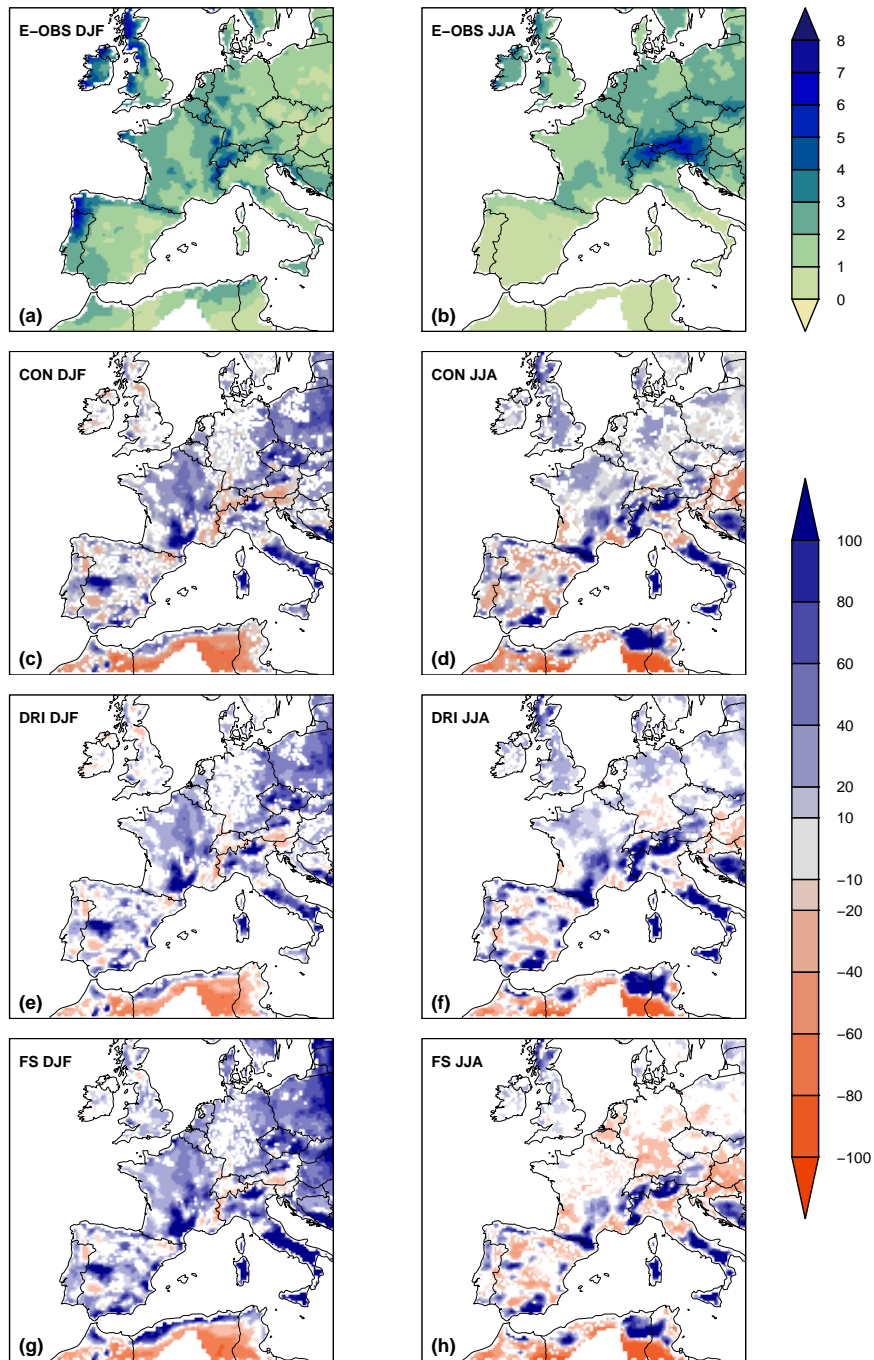 E−OBS DJF
(a)
E−OBS JJA
(b)
8
7
6
5
4
3
2
1
0
CON DJF
(c)
CON JJA
(d)
DRI DJF
(e)
DRI JJA
(f)
FS DJF
(g)
FS JJA
(h)
100
80
60
40
20
10
−10
−20
−40
−60
−80
−100